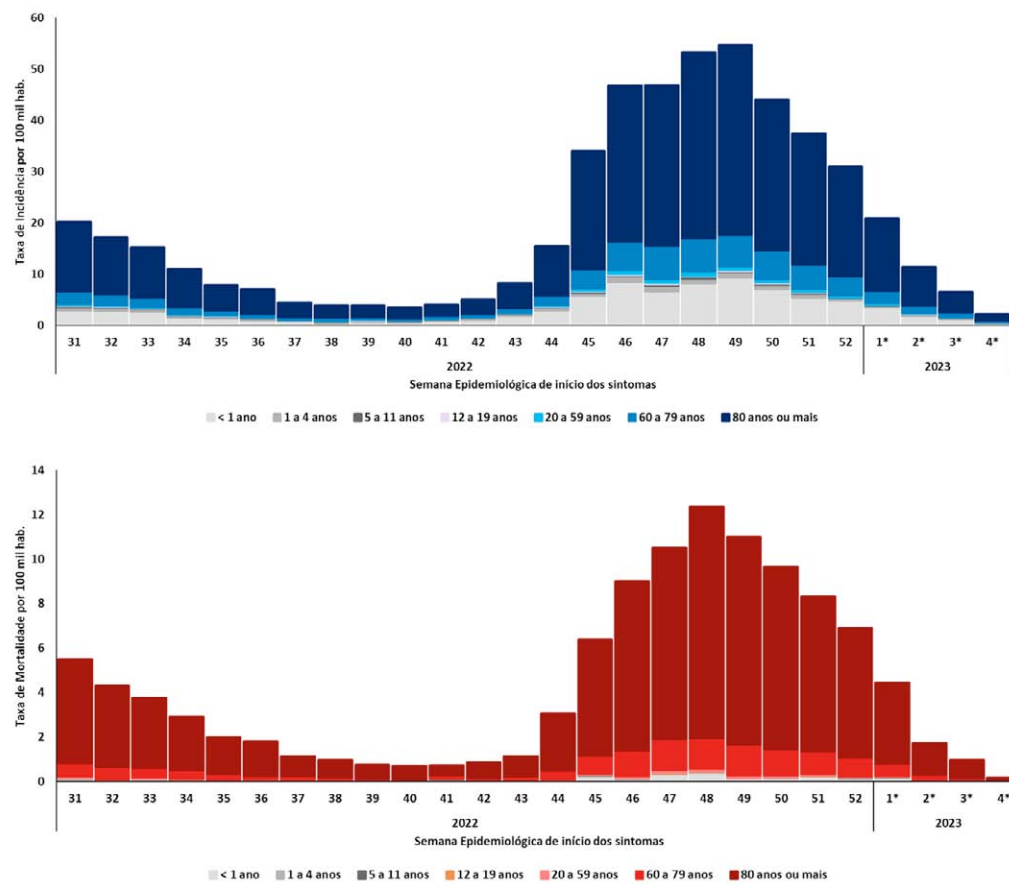 Taxa de Incidência por 100 mil hab.
60
50
40
30
20
10
0
31 32 33 34 35 36 37 38 39 40 41 42 43 44 45 46 47 48 49 50 51 52 1* 2* 3* 4*
2022 2023
Semana Epidemiológica de início dos sintomas
< 1 ano 1 a 4 anos 5 a 11 anos 12 a 19 anos 20 a 59 anos 60 a 79 anos 80 anos ou mais
Taxa de Mortalidade por 100 mil hab.
14
12
10
8
6
4
2
0
31 32 33 34 35 36 37 38 39 40 41 42 43 44 45 46 47 48 49 50 51 52 1* 2* 3* 4*
2022 2023
Semana Epidemiológica de início dos sintomas
< 1 ano 1 a 4 anos 5 a 11 anos 12 a 19 anos 20 a 59 anos 60 a 79 anos 80 anos ou mais